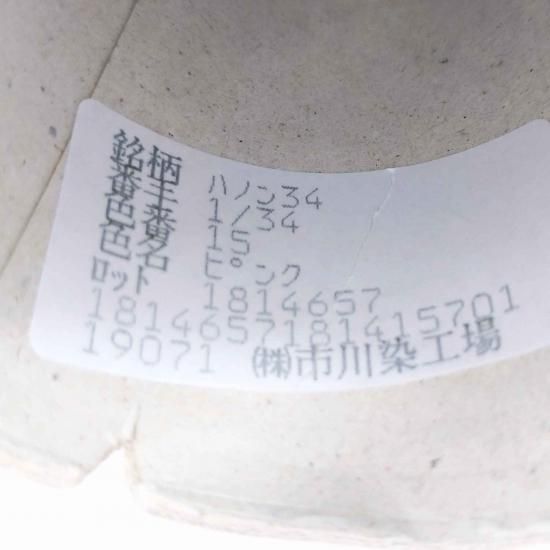 銘柄 ハノン34
番手 1/34
色番 15
色名 ピンク
ロット 1814657
1814657181415701
19071 ㈱市川染工場